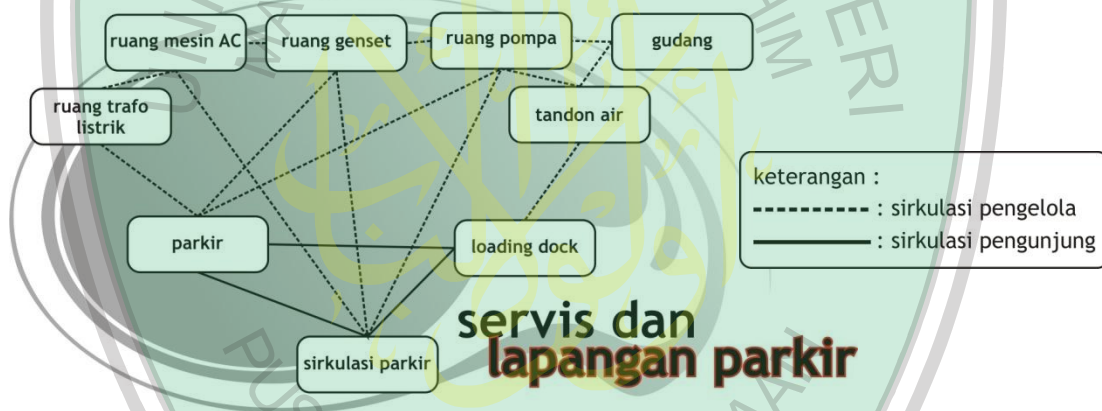 ruang mesin AC
ruang genset
ruang pompa
gudang
ruang trafo
listrik
tandon air
keterangan :
: sirkulasi pengelola
: sirkulasi pengunjung
parkir
loading dock
servis dan
lapangan parkir
sirkulasi parkir